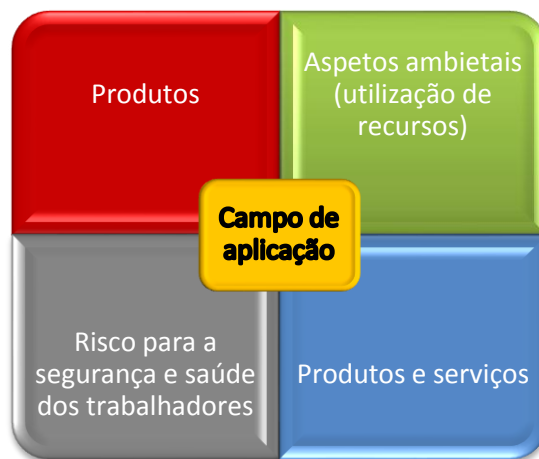 Produtos
Aspetos ambietais
(utilização de
recursos)
Campo de
aplicação
Risco para a
segurança e saúde
dos trabalhadores
Produtos e serviços